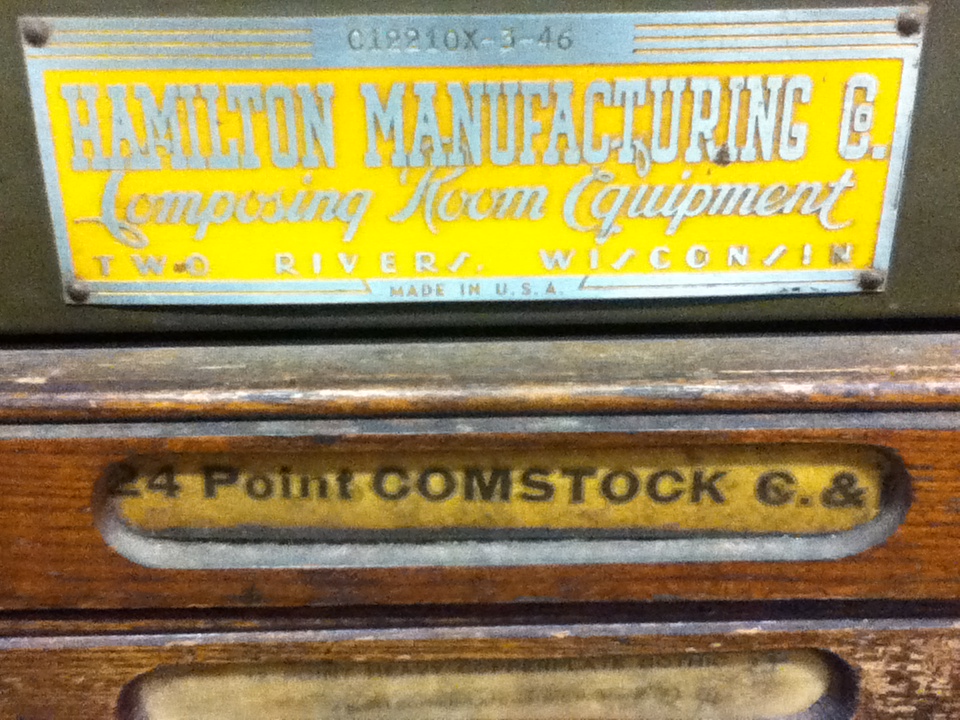 C12210X-3-46
HAMILTON MANUFACTURING Co.
Composing Room Equipment
TWO RIVERS, WISCONSIN
MADE IN U.S.A.
24 Point COMSTOCK C. &